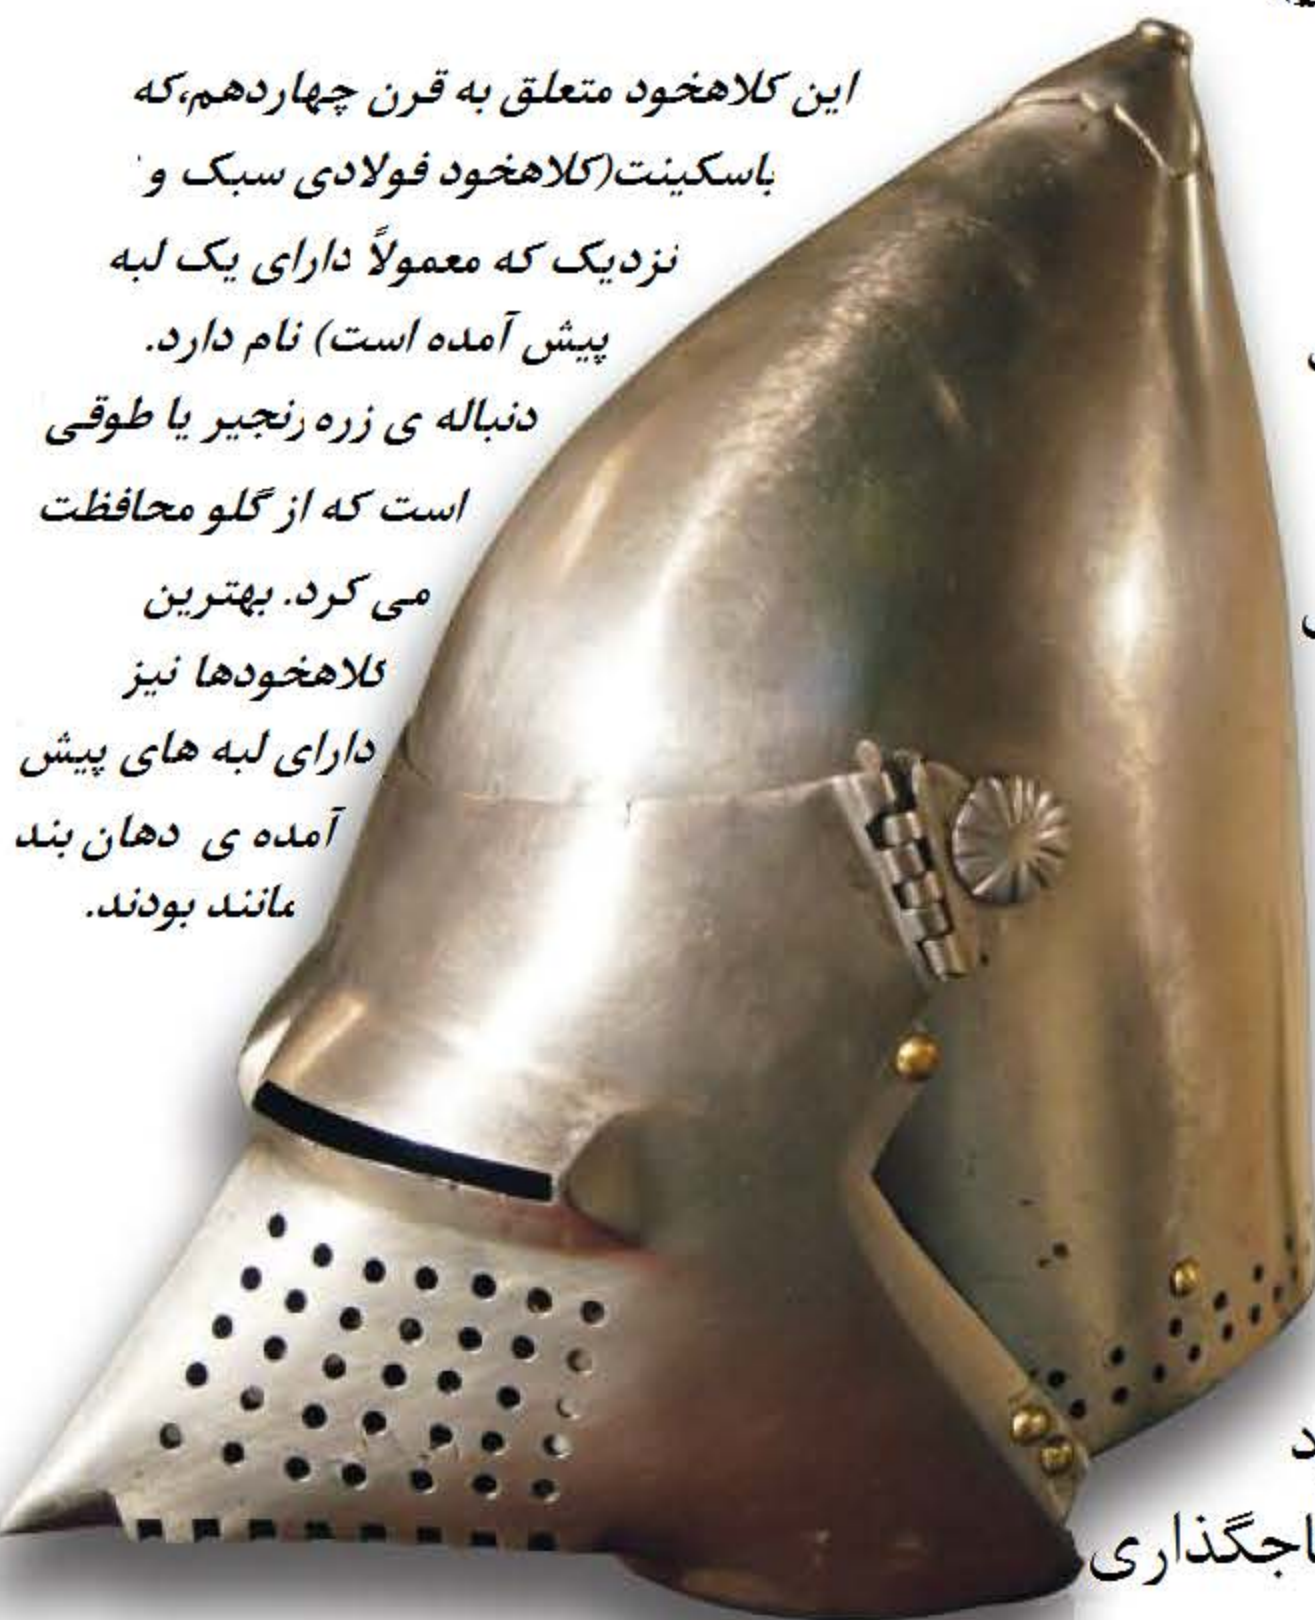 این کلاهخود متعلق به قرن چهاردهم،که
باسکینت(کلاهخود فولادی سبک و
نزدیک که معمولاً دارای یک لبه
پیش آمده است) نام دارد.
دنباله ی زره زنجیر یا طوقی
است که از گلو محافظت
می کرد. بهترین
کلاهخودها نیز
دارای لبه های پیش
آمده ی دهان بند
مانند بودند.